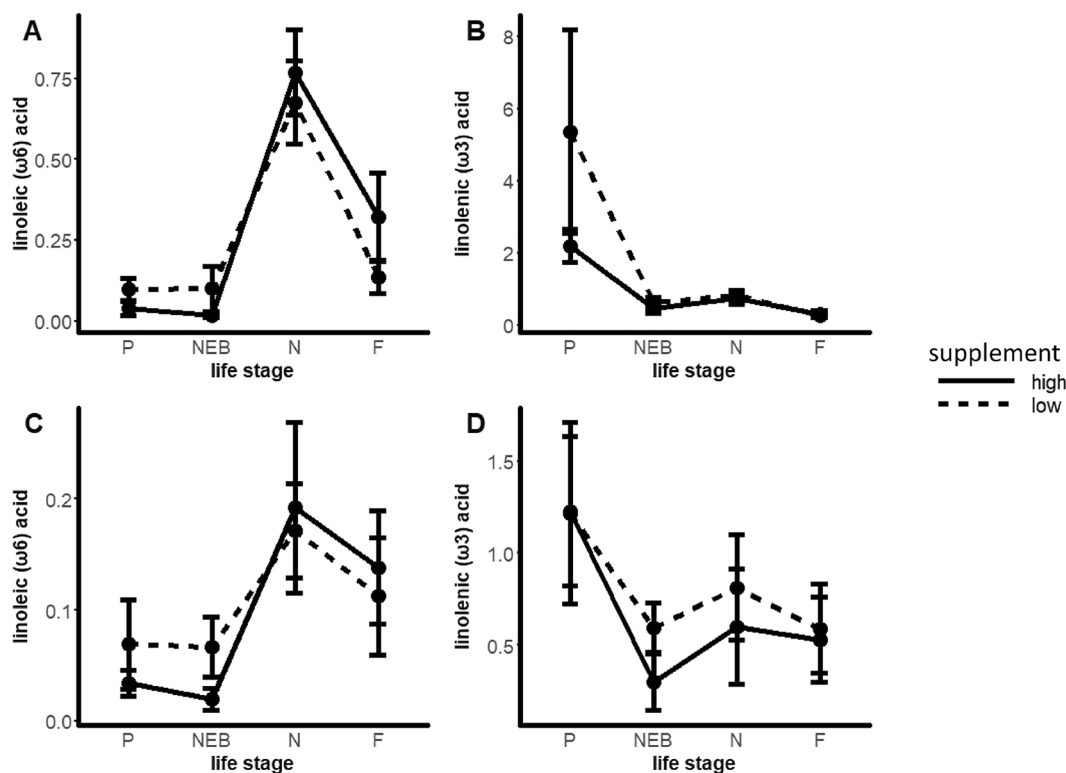 A
linoleic (ω6) acid
0.75
0.50
0.25
0.00
P NEB N F
life stage
B
linolenic (ω3) acid
8
6
4
2
0
P NEB N F
life stage
supplement
high
low
C
linoleic (ω6) acid
0.2
0.1
0.0
P NEB N F
life stage
D
linolenic (ω3) acid
1.5
1.0
0.5
P NEB N F
life stage